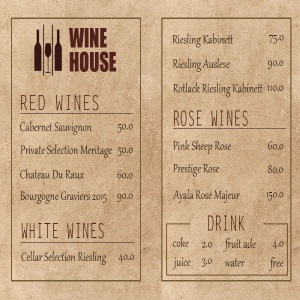 WINE
HOUSE
RED WINES
Cabernet Sauvignon 50.0
Private Selection Meritage 50.0
Chateau Du Raux 60.0
Bourgogne Graviers 2015 90.0
WHITE WINES
Cellar Selection Riesling 40.0
Riesling Kabinett 75.0
Riesling Auslese 90.0
Rotlack Riesling Kabinett 110.0
ROSE WINES
Pink Sheep Rose 60.0
Prestige Rose 80.0
Ayala Rose Majeur 150.0
DRINK
coke 2.0 fruit ade 4.0
juice 3.0 water free